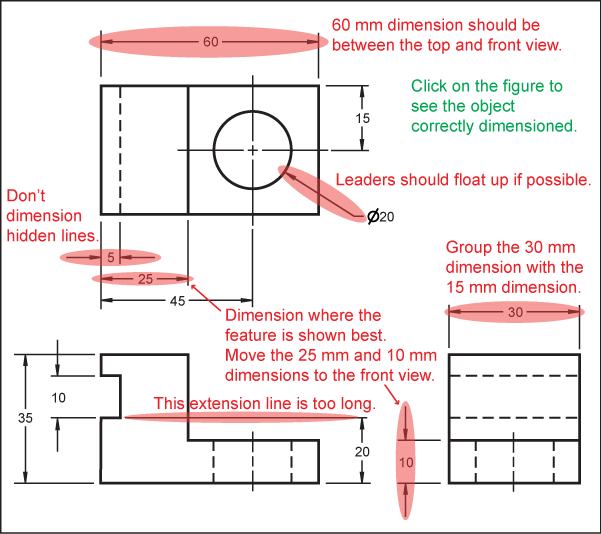 60 mm dimension should be
between the top and front view.
60
Click on the figure to
see the object
correctly dimensioned.
15
Leaders should float up if possible.
Don't
dimension
hidden lines.
Ø20
5
25
45
Group the 30 mm
dimension with the
15 mm dimension.
30
Dimension where the
feature is shown best.
Move the 25 mm and 10 mm
dimensions to the front view.
10
35
This extension line is too long.
20
10